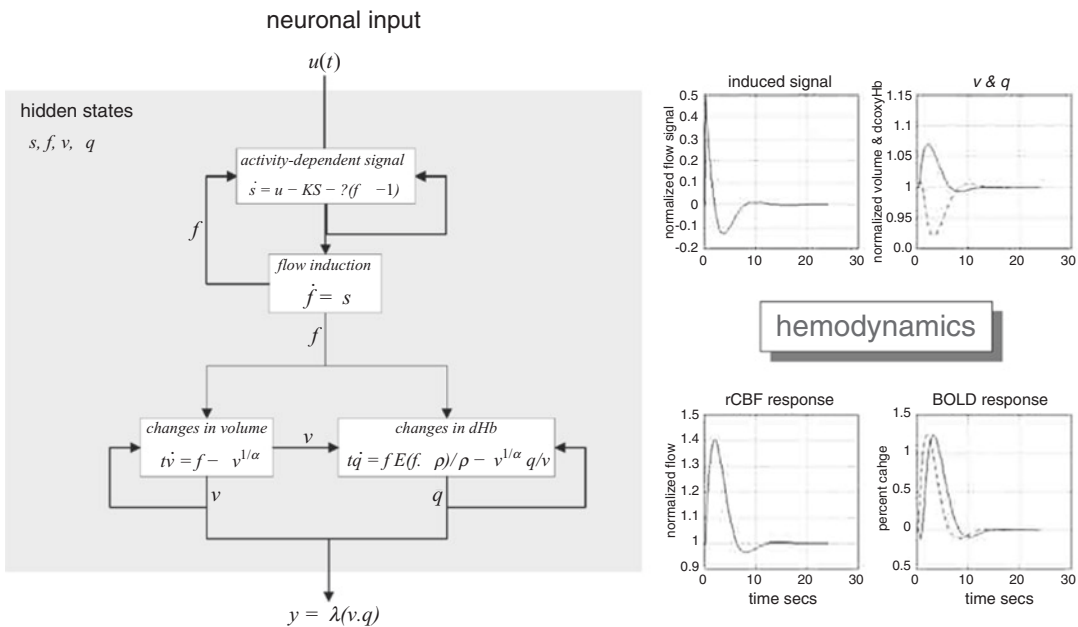 neuronal input
u(t)
hidden states
s, f, v, q
activity-dependent signal
ṡ = u – KS – ?(f –1)
f
flow induction
ḟ = s
f
changes in volume
tv̇ = f – v^1/α
v
changes in dHb
tq̇ = f E(f. ρ)/ρ – v^1/α q/v
v
q
y = λ(v.q)
induced signal
normalized flow signal
0.5
0.4
0.3
0.2
0.1
0
-0.1
-0.2
0 10 20 30
v & q
normalized volume & dcoxyHb
1.15
1.1
1.05
1
0.95
0.0
0 10 20 30
hemodynamics
rCBF response
normalized flow
1.5
1.4
1.3
1.2
1.1
1
0.9
0 10 20 30
time secs
BOLD response
percent cahge
1.5
1
0.5
0
0.5
0 10 20 30
time secs